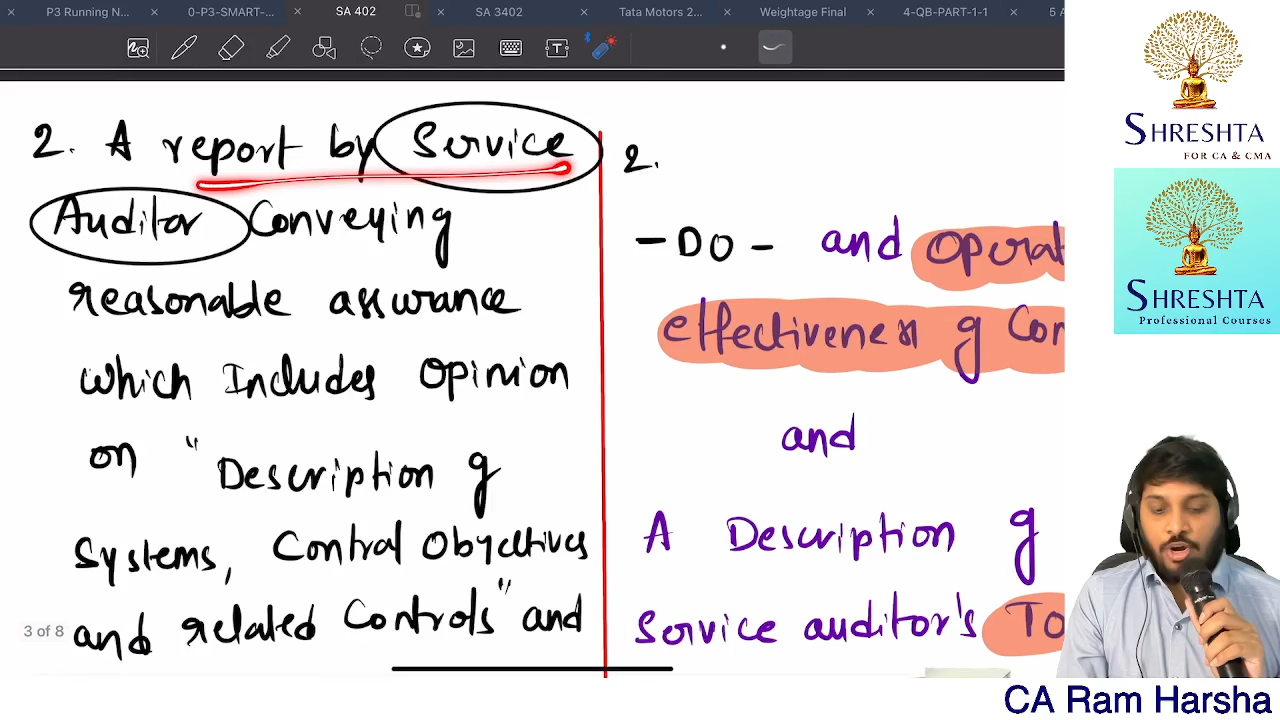 P3 Running N...
0-P3-SMART-...
SA 402
SA 3402
Tata Motors 2...
Weightage Final
4-QB-PART-1-1
5 A
2. A report by Service
Auditor Conveying
reasonable assurance
which Includes Opinion
on "Description of
Systems, Control Objectives
and related Controls" and
3 of 8
2.
- DO - and Operat
effectiveness of Con
and
A Description of
Service auditor's TO
SHRESHTA
FOR CA & CMA
SHRESHTA
Professional Courses
CA Ram Harsha